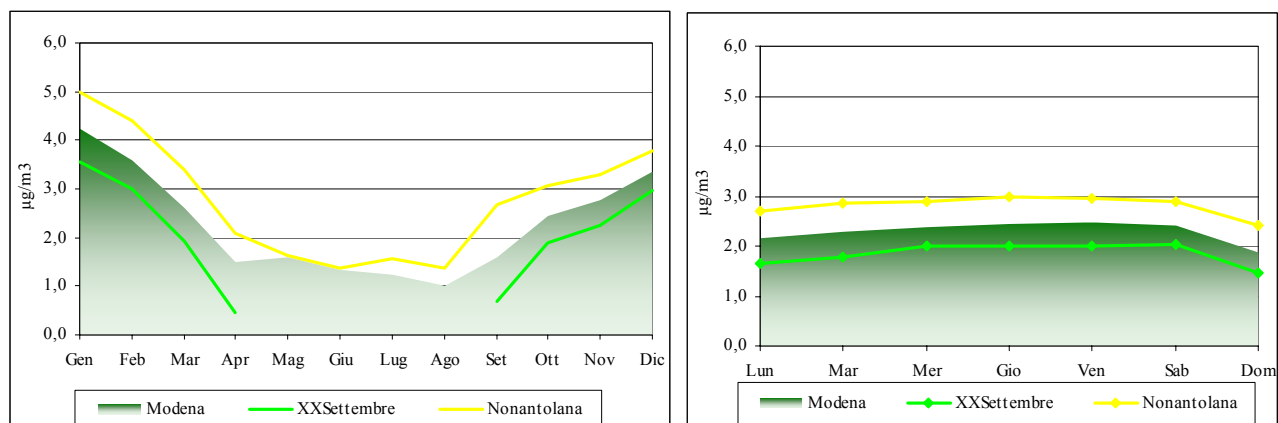 6,0
5,0
4,0
3,0
2,0
1,0
0,0
µg/m3
Gen Feb Mar Apr Mag Giu Lug Ago Set Ott Nov Dic
Modena XXSettembre Nonantolana
6,0
5,0
4,0
3,0
2,0
1,0
0,0
µg/m3
Lun Mar Mer Gio Ven Sab Dom
Modena XXSettembre Nonantolana